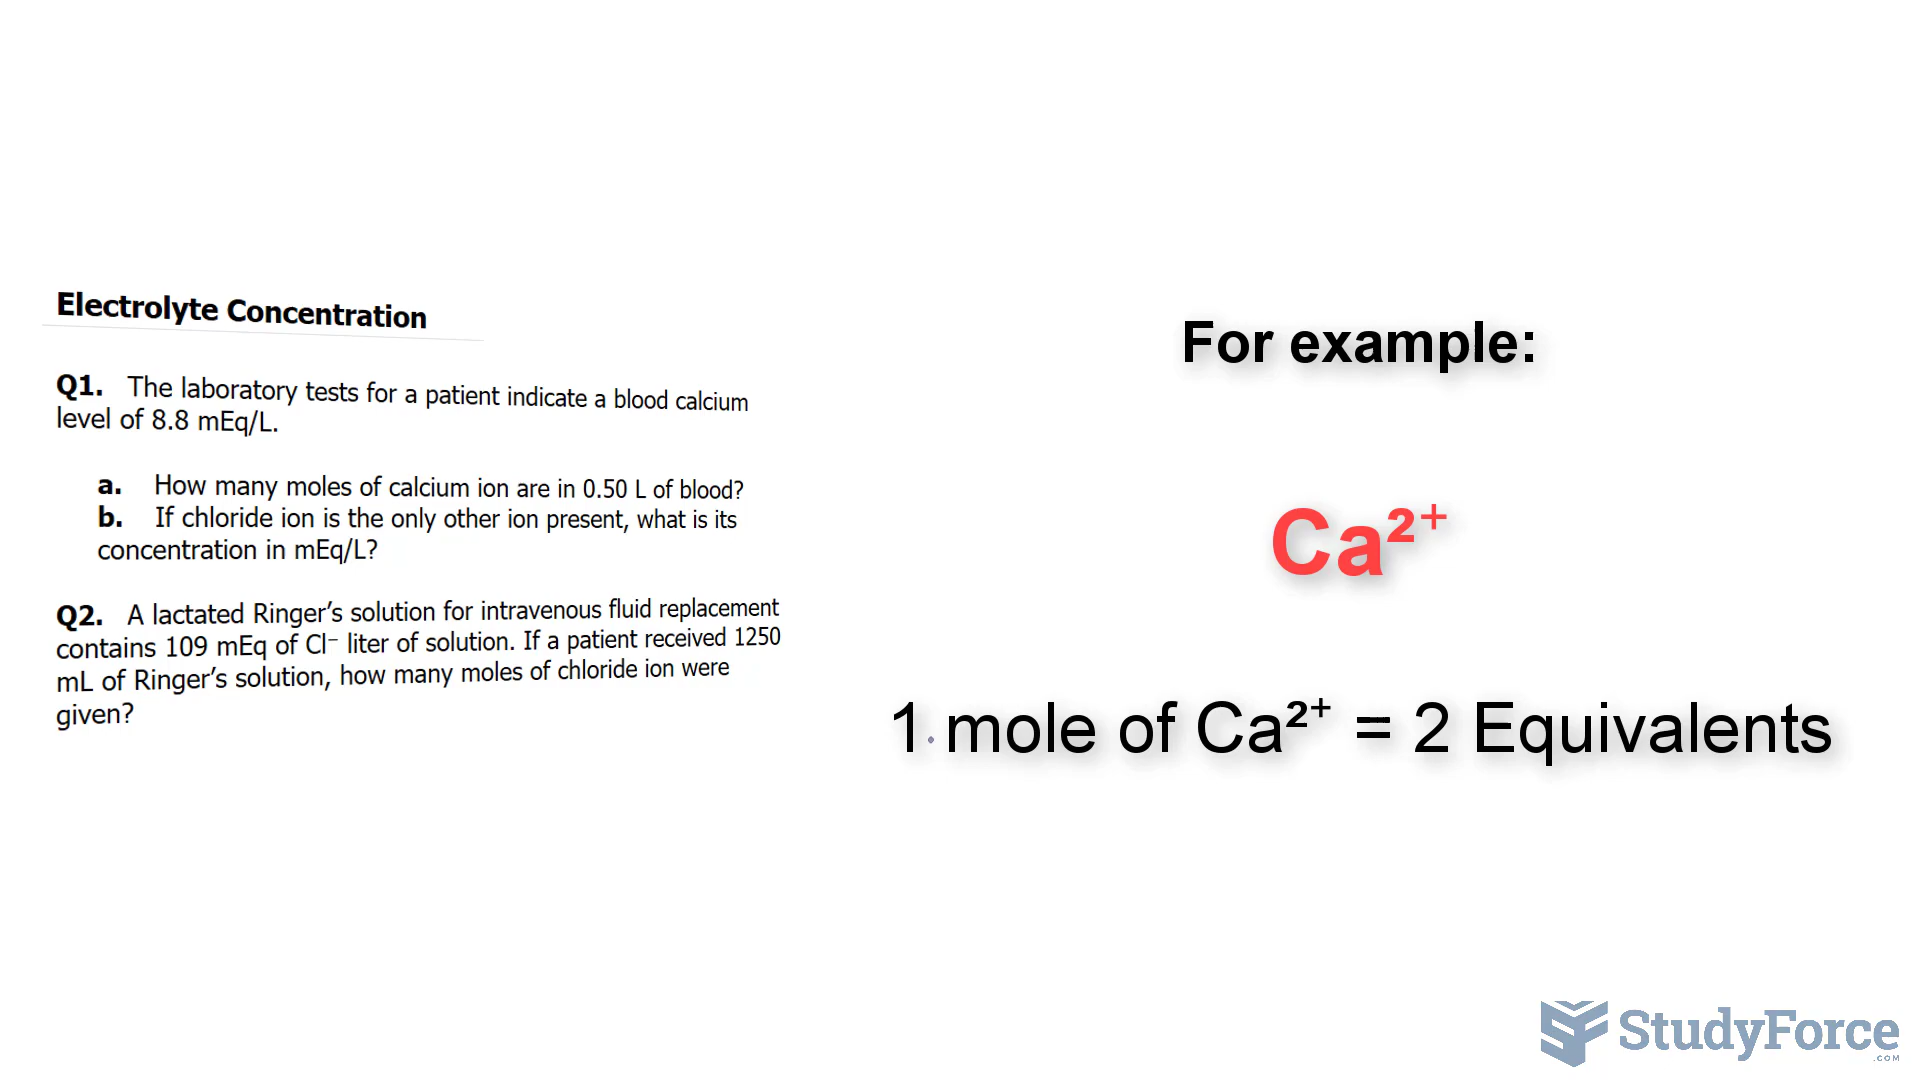 Electrolyte Concentration
Q1. The laboratory tests for a patient indicate a blood calcium
level of 8.8 mEq/L.
a. How many moles of calcium ion are in 0.50 L of blood?
b. If chloride ion is the only other ion present, what is its
concentration in mEq/L?
Q2. A lactated Ringer’s solution for intravenous fluid replacement
contains 109 mEq of Cl⁻ liter of solution. If a patient received 1250
mL of Ringer’s solution, how many moles of chloride ion were
given?
For example:
Ca²⁺
1 mole of Ca²⁺ = 2 Equivalents
StudyForce
.COM